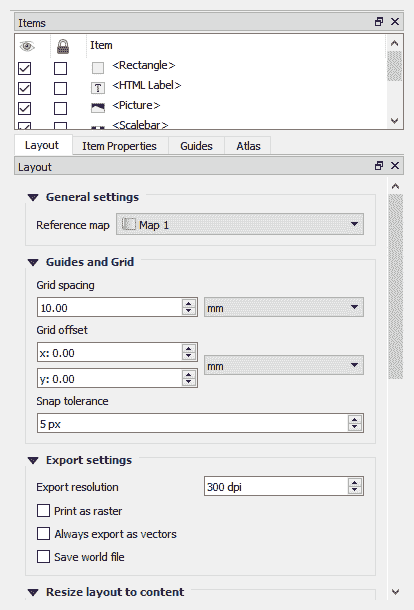 Items
Item
<Rectangle>
T <HTML Label>
<Picture>
<Scalebar>
Layout Item Properties Guides Atlas
Layout
General settings
Reference map Map 1
Guides and Grid
Grid spacing
10.00 mm
Grid offset
x: 0.00
mm
y: 0.00
Snap tolerance
5 px
Export settings
Export resolution 300 dpi
Print as raster
Always export as vectors
Save world file
Resize layout to content